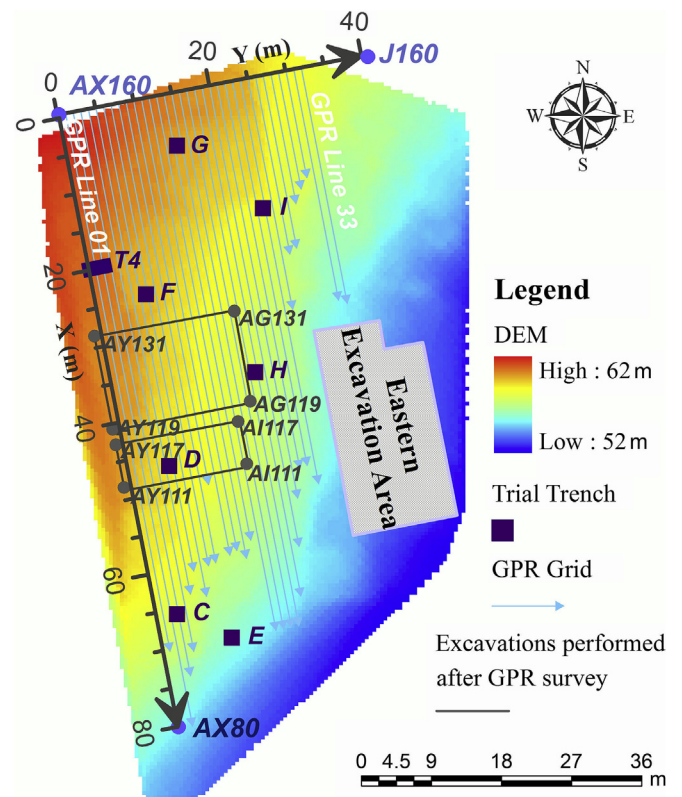 40
20
Y (m)
J160
0
AX160
0
N
W
E
S
GPR Line 01
GPR Line 33
G
I
T4
F
20
X (m)
AG131
AY131
H
AG119
40
AY119
AI117
AY117
D
AI111
AY111
Eastern
Excavation Area
60
C
E
80
AX80
Legend
DEM
High : 62 m
Low : 52 m
Trial Trench
GPR Grid
Excavations performed
after GPR survey
0 4.5 9 18 27 36
m